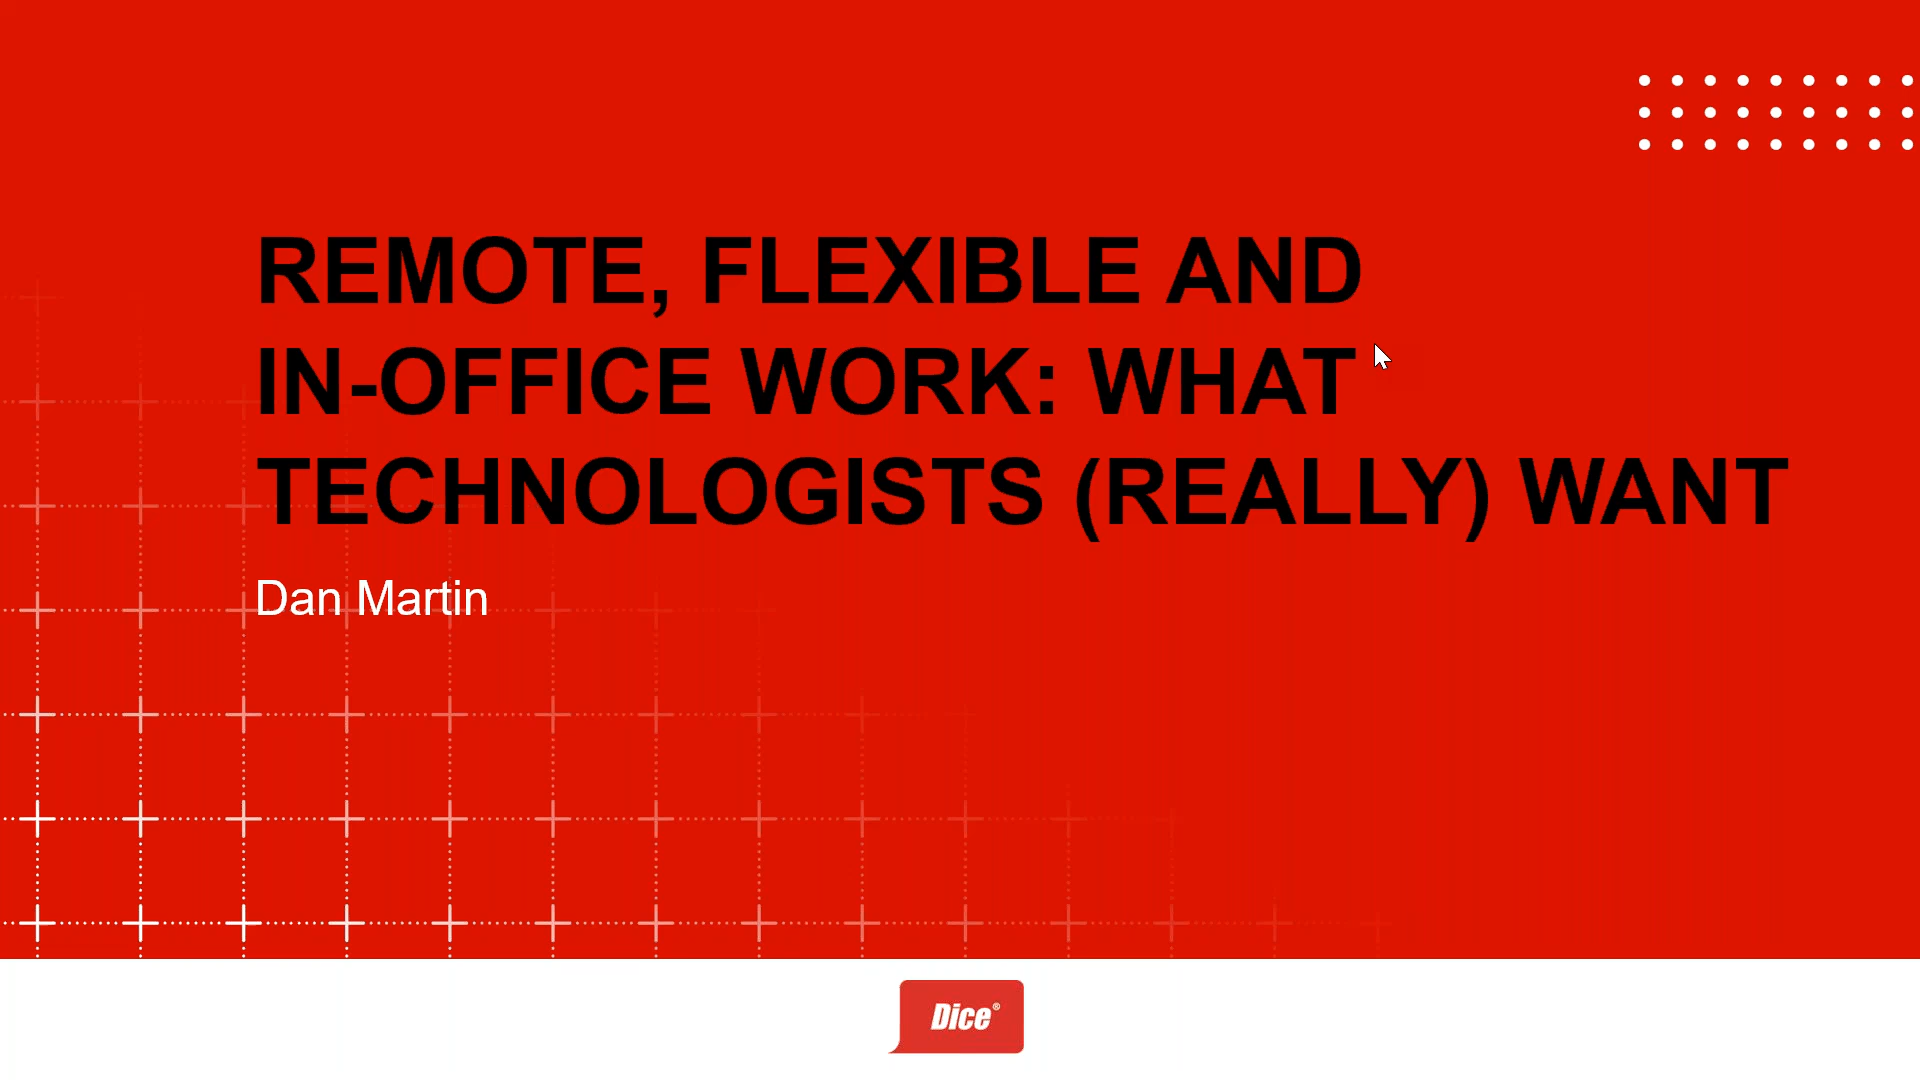 REMOTE, FLEXIBLE AND
IN-OFFICE WORK: WHAT
TECHNOLOGISTS (REALLY) WANT
Dan Martin
Dice®